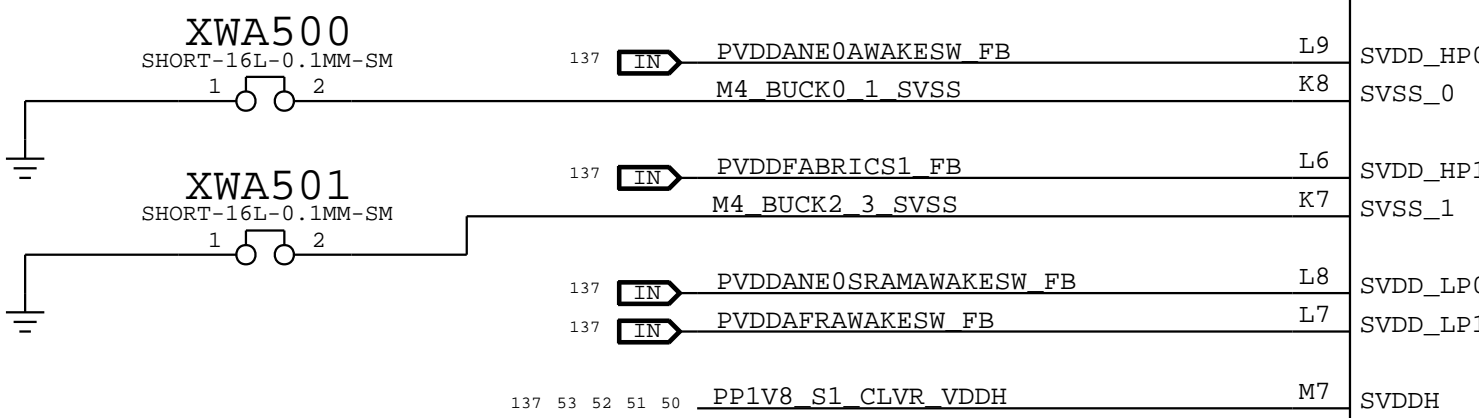 XWA500
SHORT-16L-0.1MM-SM
1 2
137 IN PVDDANE0AWAKESW_FB L9 SVDD_HP0
M4_BUCK0_1_SVSS K8 SVSS_0
XWA501
SHORT-16L-0.1MM-SM
1 2
137 IN PVDDFABRICS1_FB L6 SVDD_HP1
M4_BUCK2_3_SVSS K7 SVSS_1
137 IN PVDDANE0SRAMAWAKESW_FB L8 SVDD_LP0
137 IN PVDDAFRAWAKESW_FB L7 SVDD_LP1
137 53 52 51 50 PP1V8_S1_CLVR_VDDH M7 SVDDH